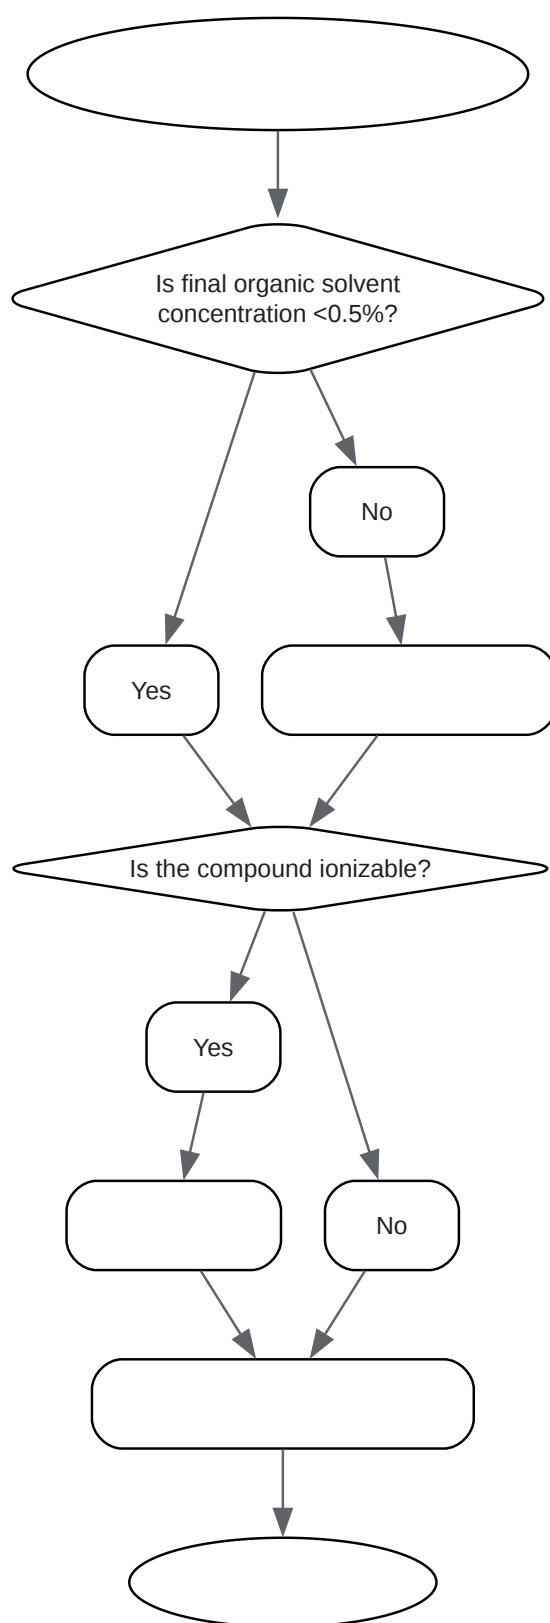 Is final organic solvent
concentration <0.5%?
No
Yes
Is the compound ionizable?
Yes
No